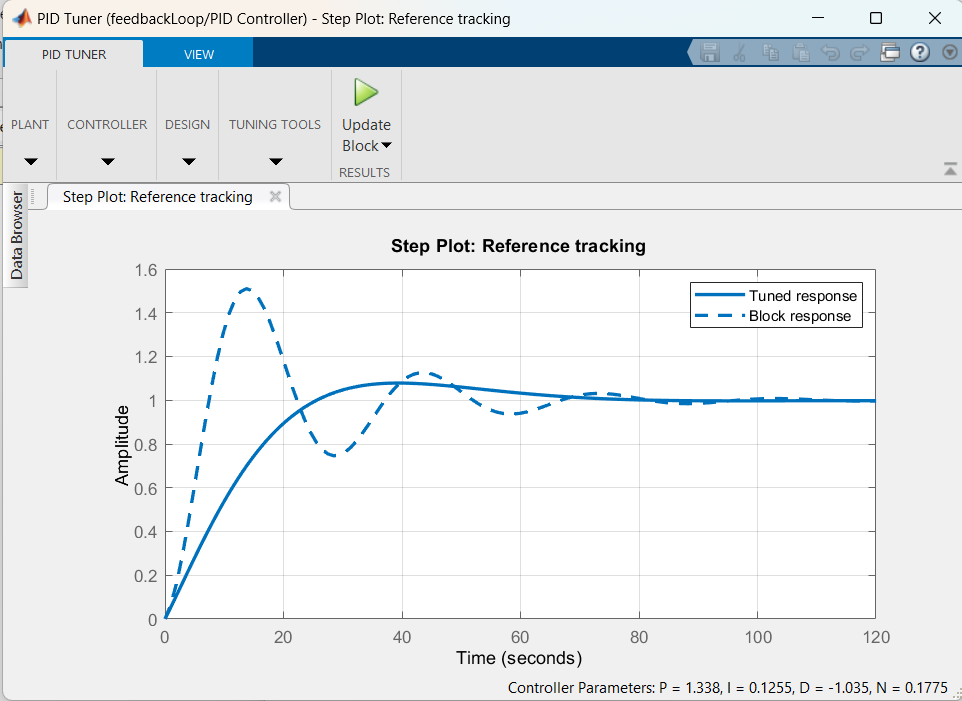 PID Tuner (feedbackLoop/PID Controller) - Step Plot: Reference tracking
PID TUNER
VIEW
PLANT
CONTROLLER
DESIGN
TUNING TOOLS
Update
Block
RESULTS
Data Browser
Step Plot: Reference tracking
Step Plot: Reference tracking
Tuned response
Block response
Amplitude
1.6
1.4
1.2
1
0.8
0.6
0.4
0.2
0
0 20 40 60 80 100 120
Time (seconds)
Controller Parameters: P = 1.338, I = 0.1255, D = -1.035, N = 0.1775